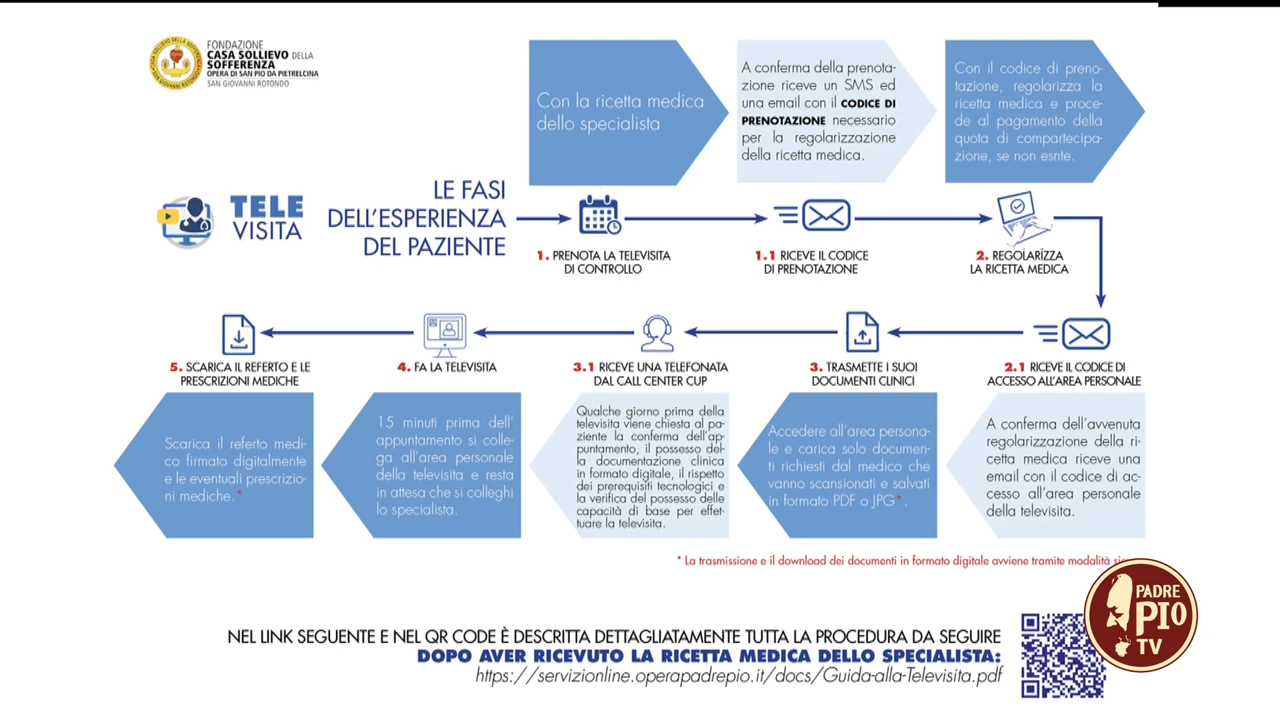 FONDAZIONE
CASA SOLLIEVO DELLA
SOFFERENZA
OPERA DI SAN PIO DA PIETRELCINA
SAN GIOVANNI ROTONDO
Con la ricetta medica
dello specialista
A conferma della prenota-
zione riceve un SMS ed
una email con il CODICE DI
PRENOTAZIONE necessario
per la regolarizzazione
della ricetta medica.
Con il codice di preno-
tazione, regolarizza la
ricetta medica e proce-
de al pagamento della
quota di compartecipa-
zione, se non esnte.
TELE
VISITA
LE FASI
DELL'ESPERIENZA
DEL PAZIENTE
1. PRENOTA LA TELEVISITA
DI CONTROLLO
1.1 RICEVE IL CODICE
DI PRENOTAZIONE
2. REGOLARIZZA
LA RICETTA MEDICA
5. SCARICA IL REFERTO E LE
PRESCRIZIONI MEDICHE
4. FA LA TELEVISITA
3.1 RICEVE UNA TELEFONATA
DAL CALL CENTER CUP
3. TRASMETTE I SUOI
DOCUMENTI CLINICI
2.1 RICEVE IL CODICE DI
ACCESSO ALL'AREA PERSONALE
Scarica il referto medi-
co firmato digitalmente
e le eventuali prescrizio-
ni mediche.*
15 minuti prima dell'
appuntamento si colle-
ga all'area personale
della televisita e resta
in attesa che si colleghi
lo specialista.
Qualche giorno prima della
televisita viene chiesta al pa-
ziente la conferma dell'ap-
puntamento, il possesso del-
la documentazione clinica
in formato digitale, il rispetto
dei prerequisiti tecnologici e
la verifica del possesso delle
capacità di base per effet-
tuare la televisita.
Accedere all'area persona-
le e carica solo documen-
ti richiesti dal medico che
vanno scansionati e salvati
in formato PDF o JPG*.
A conferma dell'avvenuta
regolarizzazione della ri-
cetta medica riceve una
email con il codice di ac-
cesso all'area personale
della televisita.
* La trasmissione e il download dei documenti in formato digitale avviene tramite modalità
NEL LINK SEGUENTE E NEL QR CODE È DESCRITTA DETTAGLIATAMENTE TUTTA LA PROCEDURA DA SEGUIRE
DOPO AVER RICEVUTO LA RICETTA MEDICA DELLO SPECIALISTA:
https://servizionline.operapadrepio.it/docs/Guida-alla-Televisita.pdf
PADRE
PIO
TV